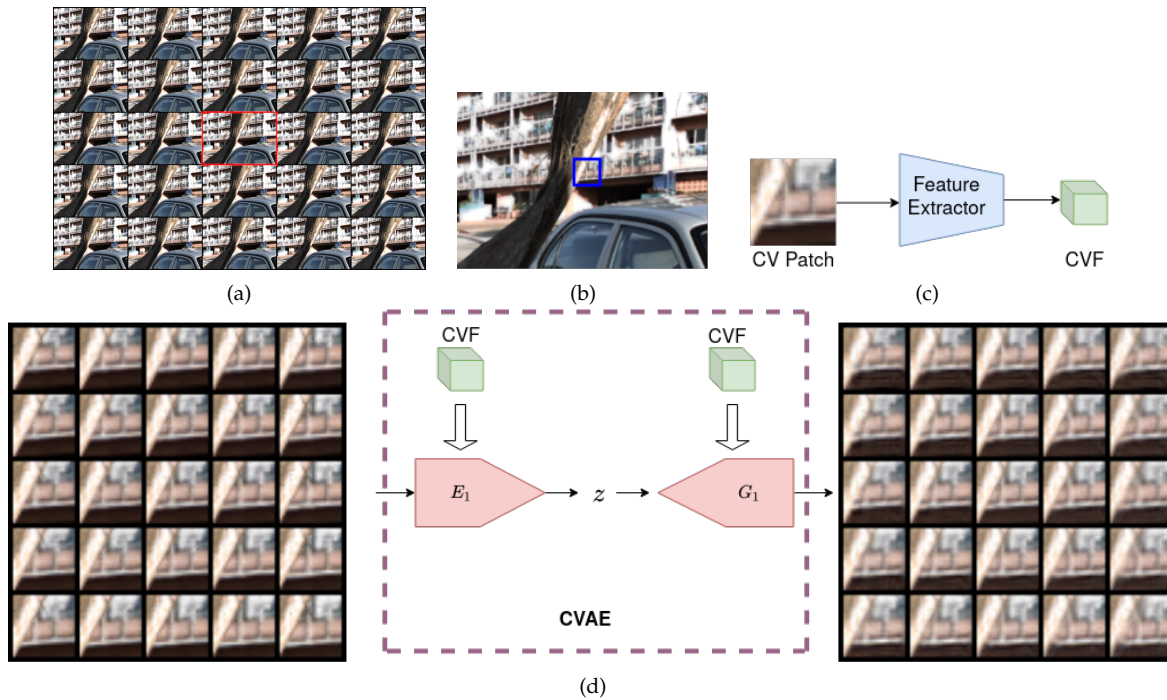 (a)
(b)
CV Patch
Feature
Extractor
CVF
(c)
CVF
CVF
E₁
z
G₁
CVAE
(d)